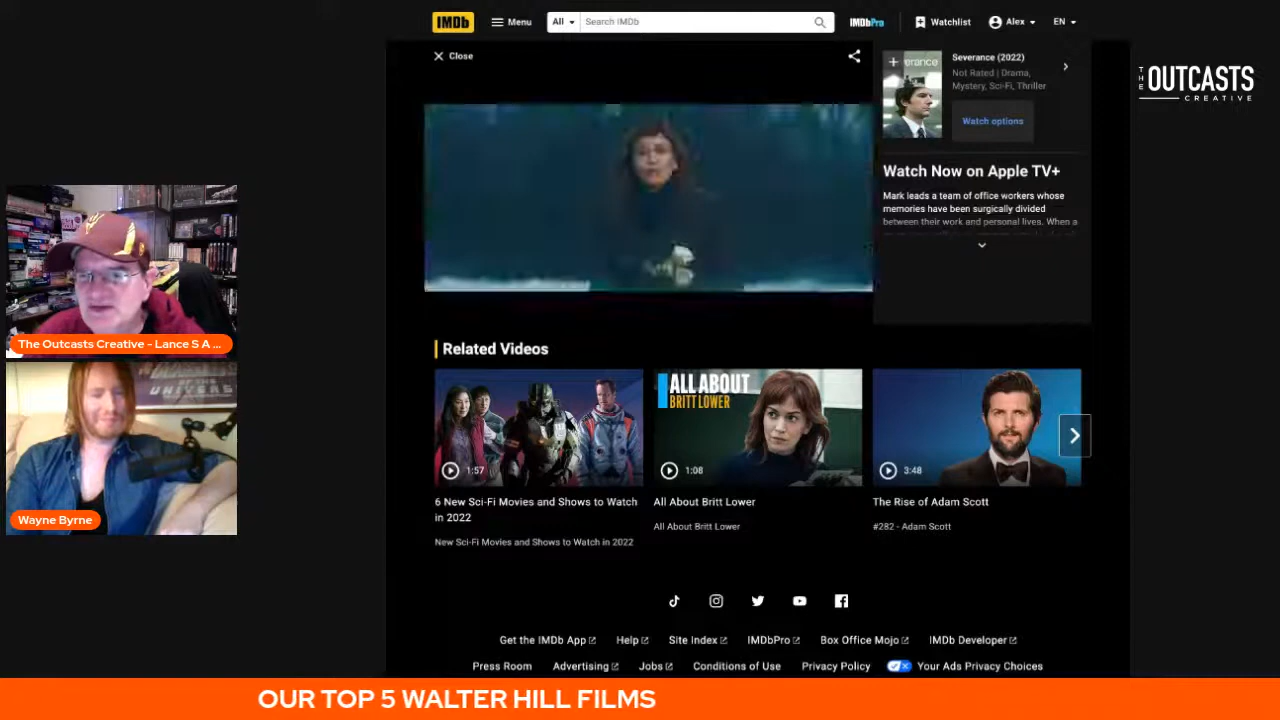 IMDb
Menu
All
Search IMDb
IMDbPro
Watchlist
Alex
EN
Close
Severance (2022)
Not Rated | Drama,
Mystery, Sci-Fi, Thriller
Watch options
Watch Now on Apple TV+
Mark leads a team of office workers whose
memories have been surgically divided
between their work and personal lives. When a
THE OUTCASTS
CREATIVE
The Outcasts Creative - Lance S A ...
Wayne Byrne
Related Videos
1:57
6 New Sci-Fi Movies and Shows to Watch
in 2022
New Sci-Fi Movies and Shows to Watch in 2022
ALL ABOUT
BRITT LOWER
1:08
All About Britt Lower
All About Britt Lower
3:48
The Rise of Adam Scott
#282 - Adam Scott
Get the IMDb App
Help
Site Index
IMDbPro
Box Office Mojo
IMDb Developer
Press Room
Advertising
Jobs
Conditions of Use
Privacy Policy
Your Ads Privacy Choices
OUR TOP 5 WALTER HILL FILMS